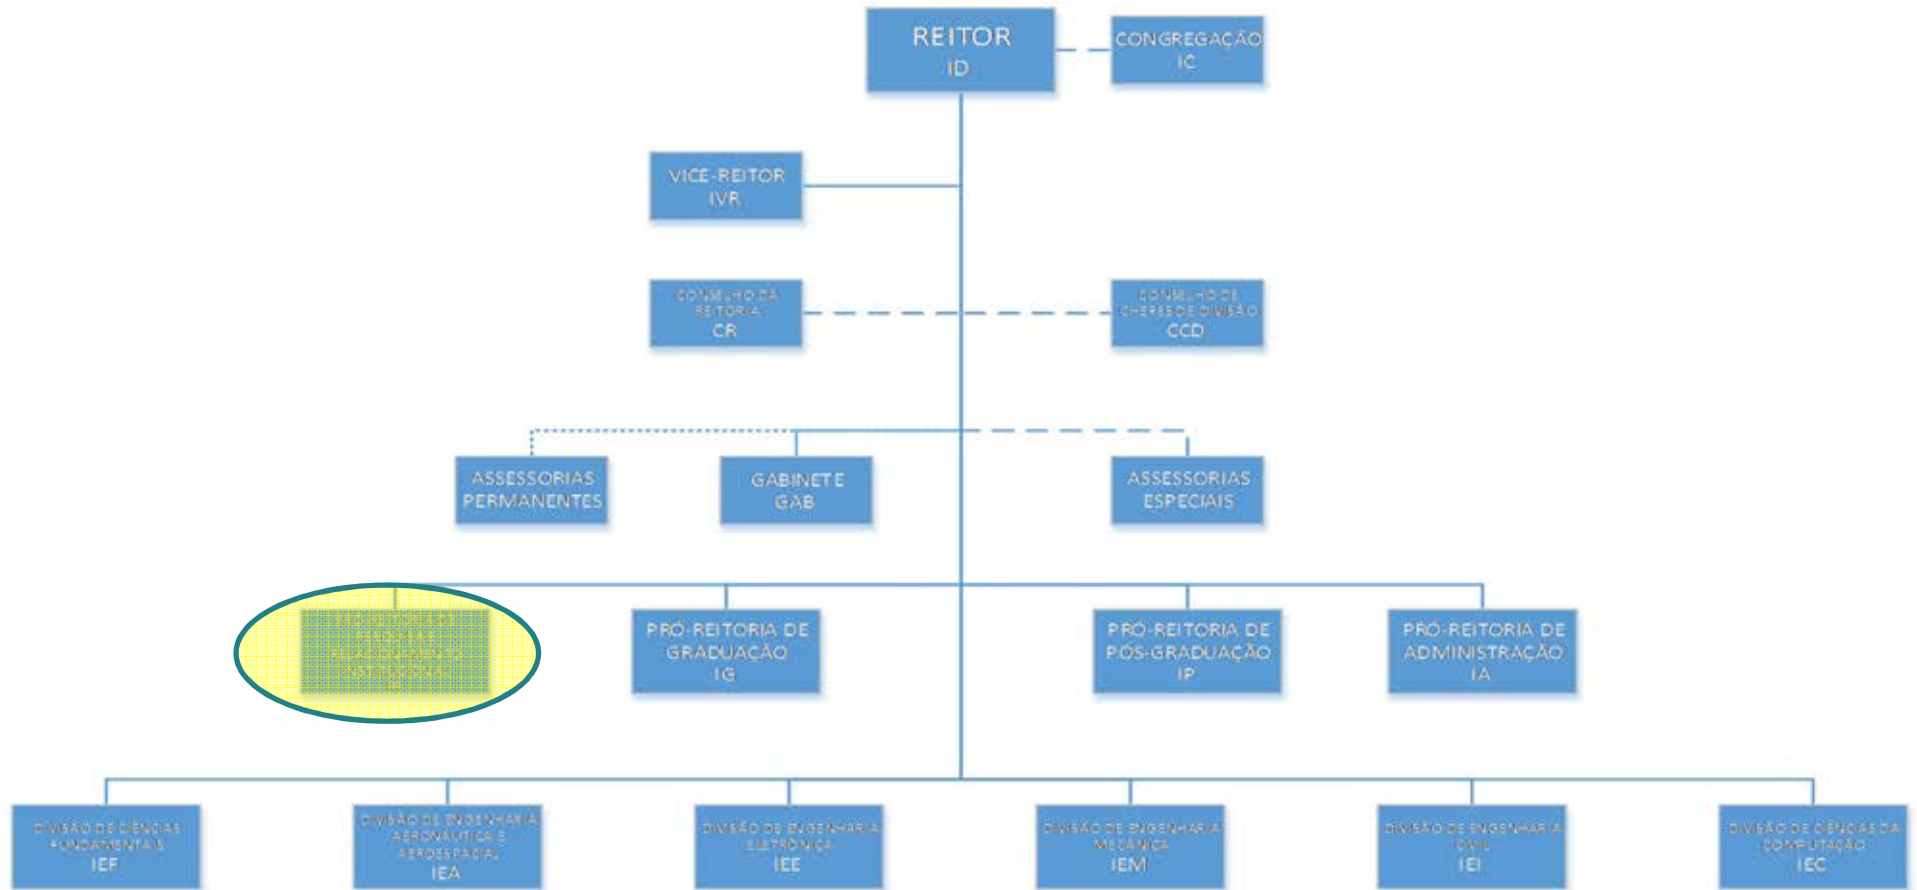 REITOR
ID
CONGREGAÇÃO
IC
VICE-REITOR
IVR
CONSELHO DA
REITORIA
CR
CONSELHO DE
CHEFES DE DIVISÃO
CCD
ASSESSORIAS
PERMANENTES
GABINETE
GAB
ASSESSORIAS
ESPECIAIS
PRÓ-REITORIA DE
GRADUAÇÃO
IG
PRÓ-REITORIA DE
PÓS-GRADUAÇÃO
IP
PRÓ-REITORIA DE
ADMINISTRAÇÃO
IA
DIVISÃO DE CIÊNCIAS
FUNDAMENTAIS
IEF
DIVISÃO DE ENGENHARIA
AERONÁUTICA E
AEROESPACIAL
IEA
DIVISÃO DE ENGENHARIA
ELETRÔNICA
IEE
DIVISÃO DE ENGENHARIA
MECÂNICA
IEM
DIVISÃO DE ENGENHARIA
CIVIL
IEI
DIVISÃO DE CIÊNCIAS DA
COMPUTAÇÃO
IEC